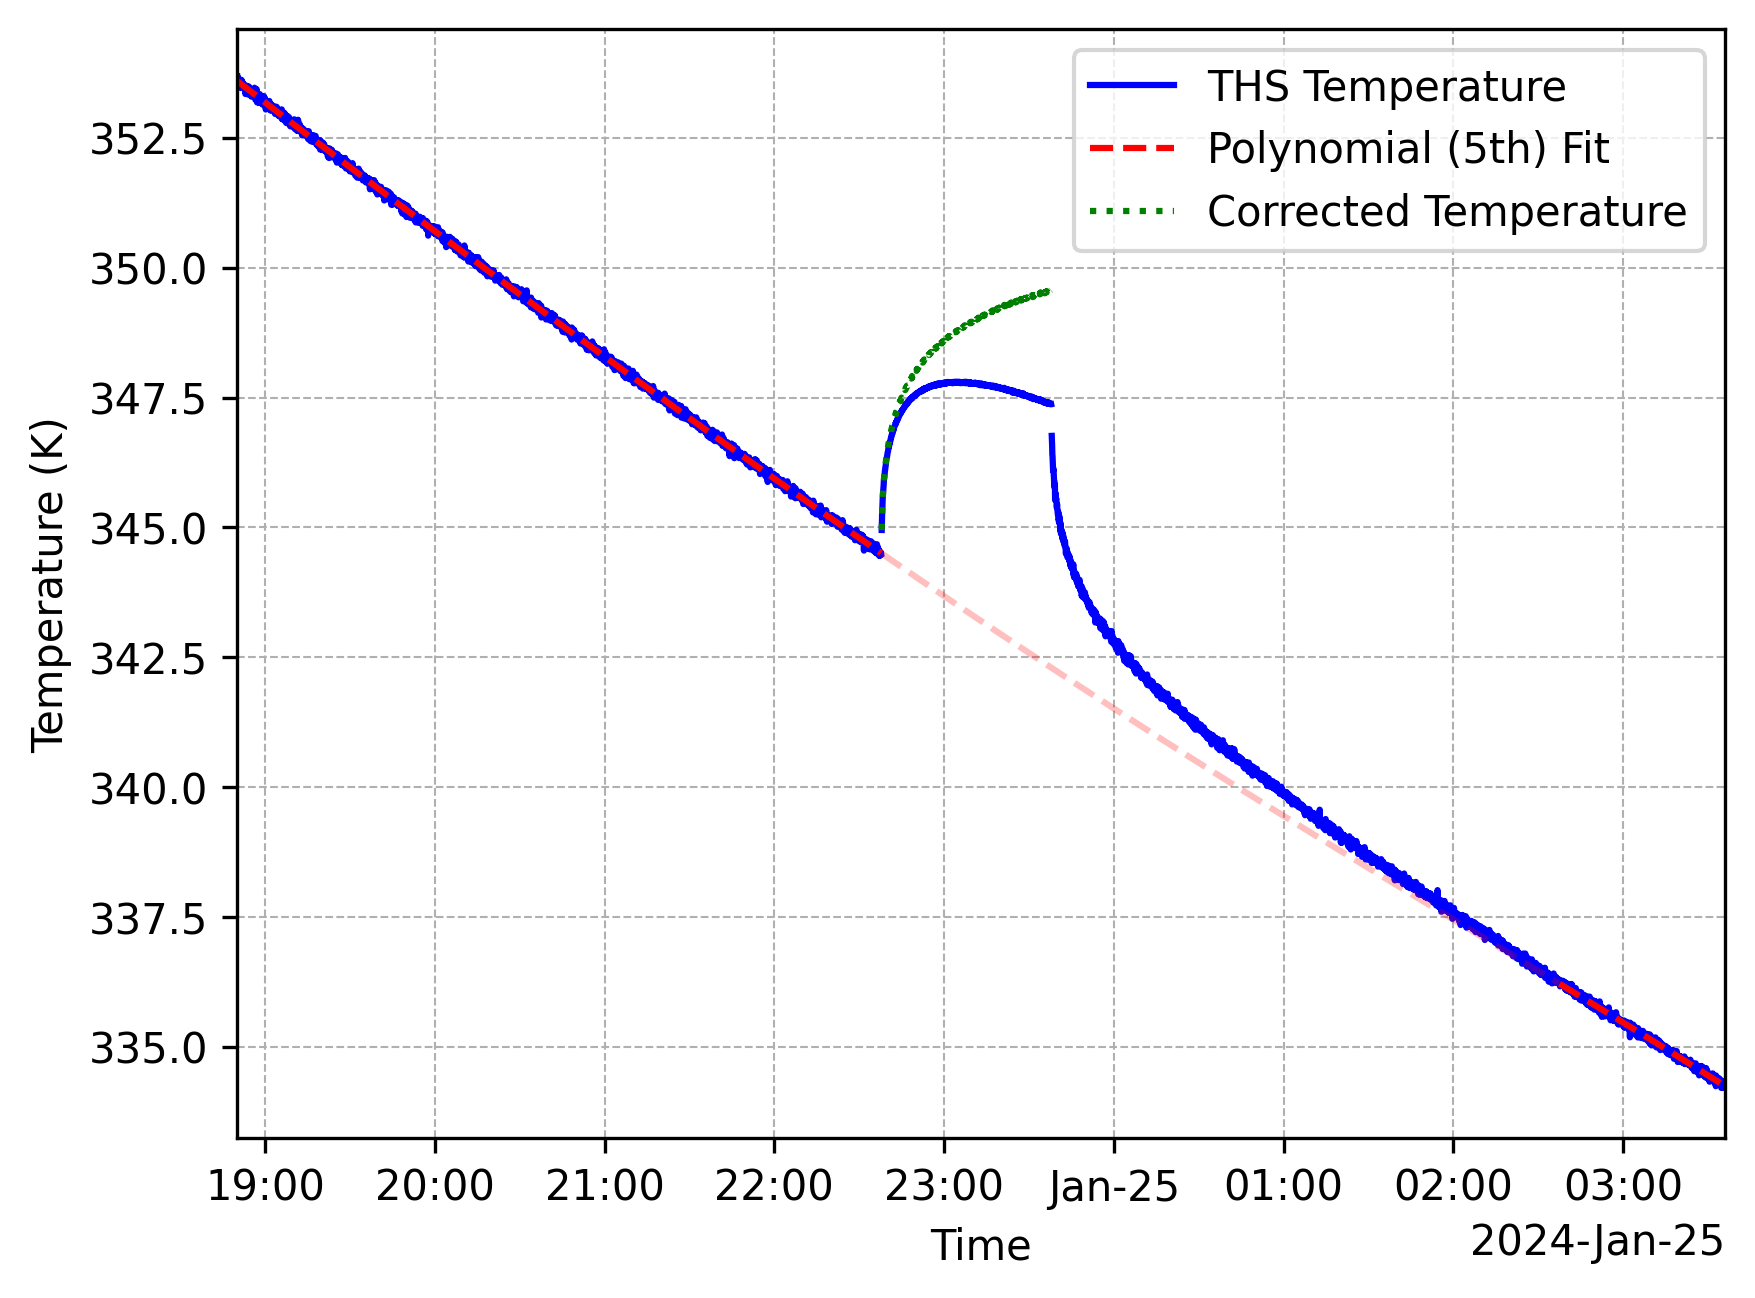 THS Temperature
Polynomial (5th) Fit
Corrected Temperature
352.5
350.0
347.5
345.0
342.5
340.0
337.5
335.0
Temperature (K)
19:00 20:00 21:00 22:00 23:00 Jan-25 01:00 02:00 03:00
Time
2024-Jan-25